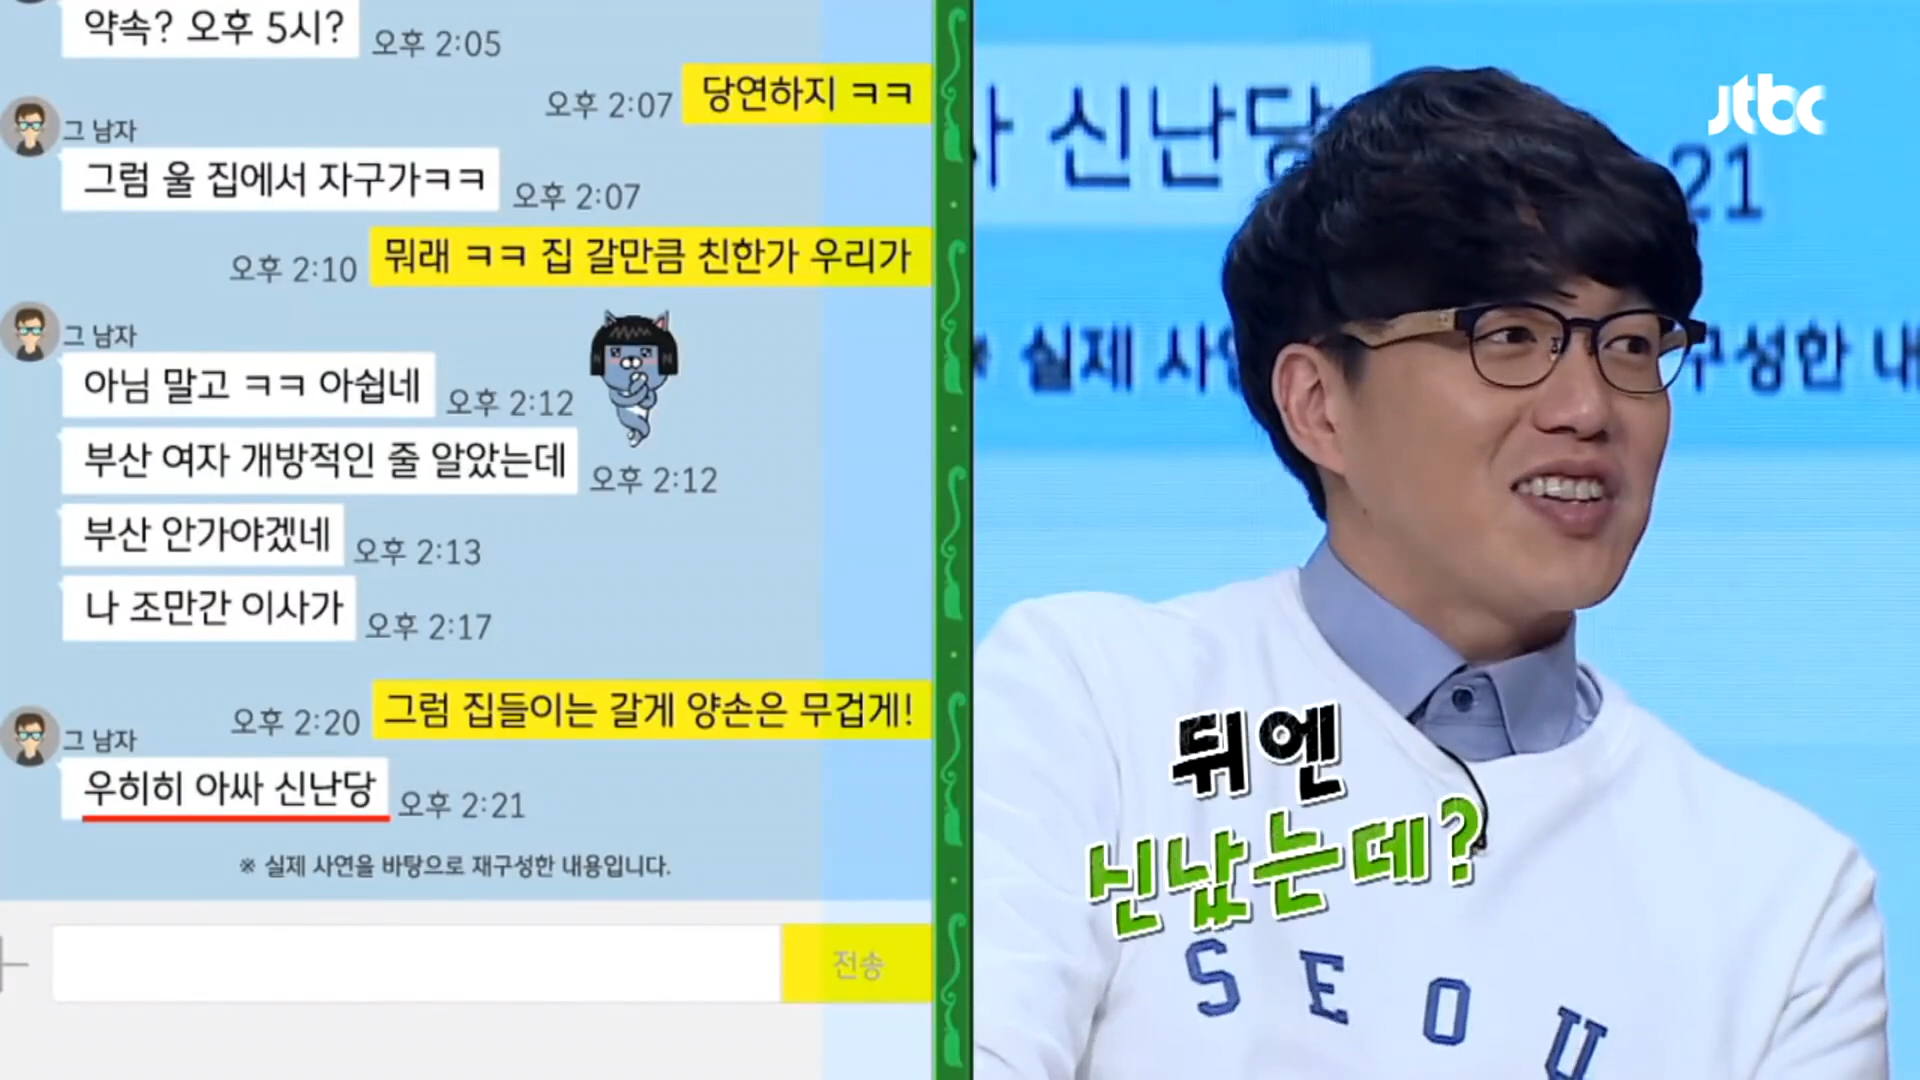 약속? 오후 5시?
오후 2:05
오후 2:07
당연하지 ㅋㅋ
그 남자
그럼 울 집에서 자구가ㅋㅋ
오후 2:07
오후 2:10
뭐래 ㅋㅋ 집 갈만큼 친한가 우리가
그 남자
아님 말고 ㅋㅋ 아쉽네
오후 2:12
부산 여자 개방적인 줄 알았는데
오후 2:12
부산 안가야겠네
오후 2:13
나 조만간 이사가
오후 2:17
오후 2:20
그럼 집들이는 갈게 양손은 무겁게!
그 남자
우히히 아싸 신난당
오후 2:21
※ 실제 사연을 바탕으로 재구성한 내용입니다.
전송
jtbc
신난당
21
실제 사
구성한 내
뒤엔
신났는데?
SEOU